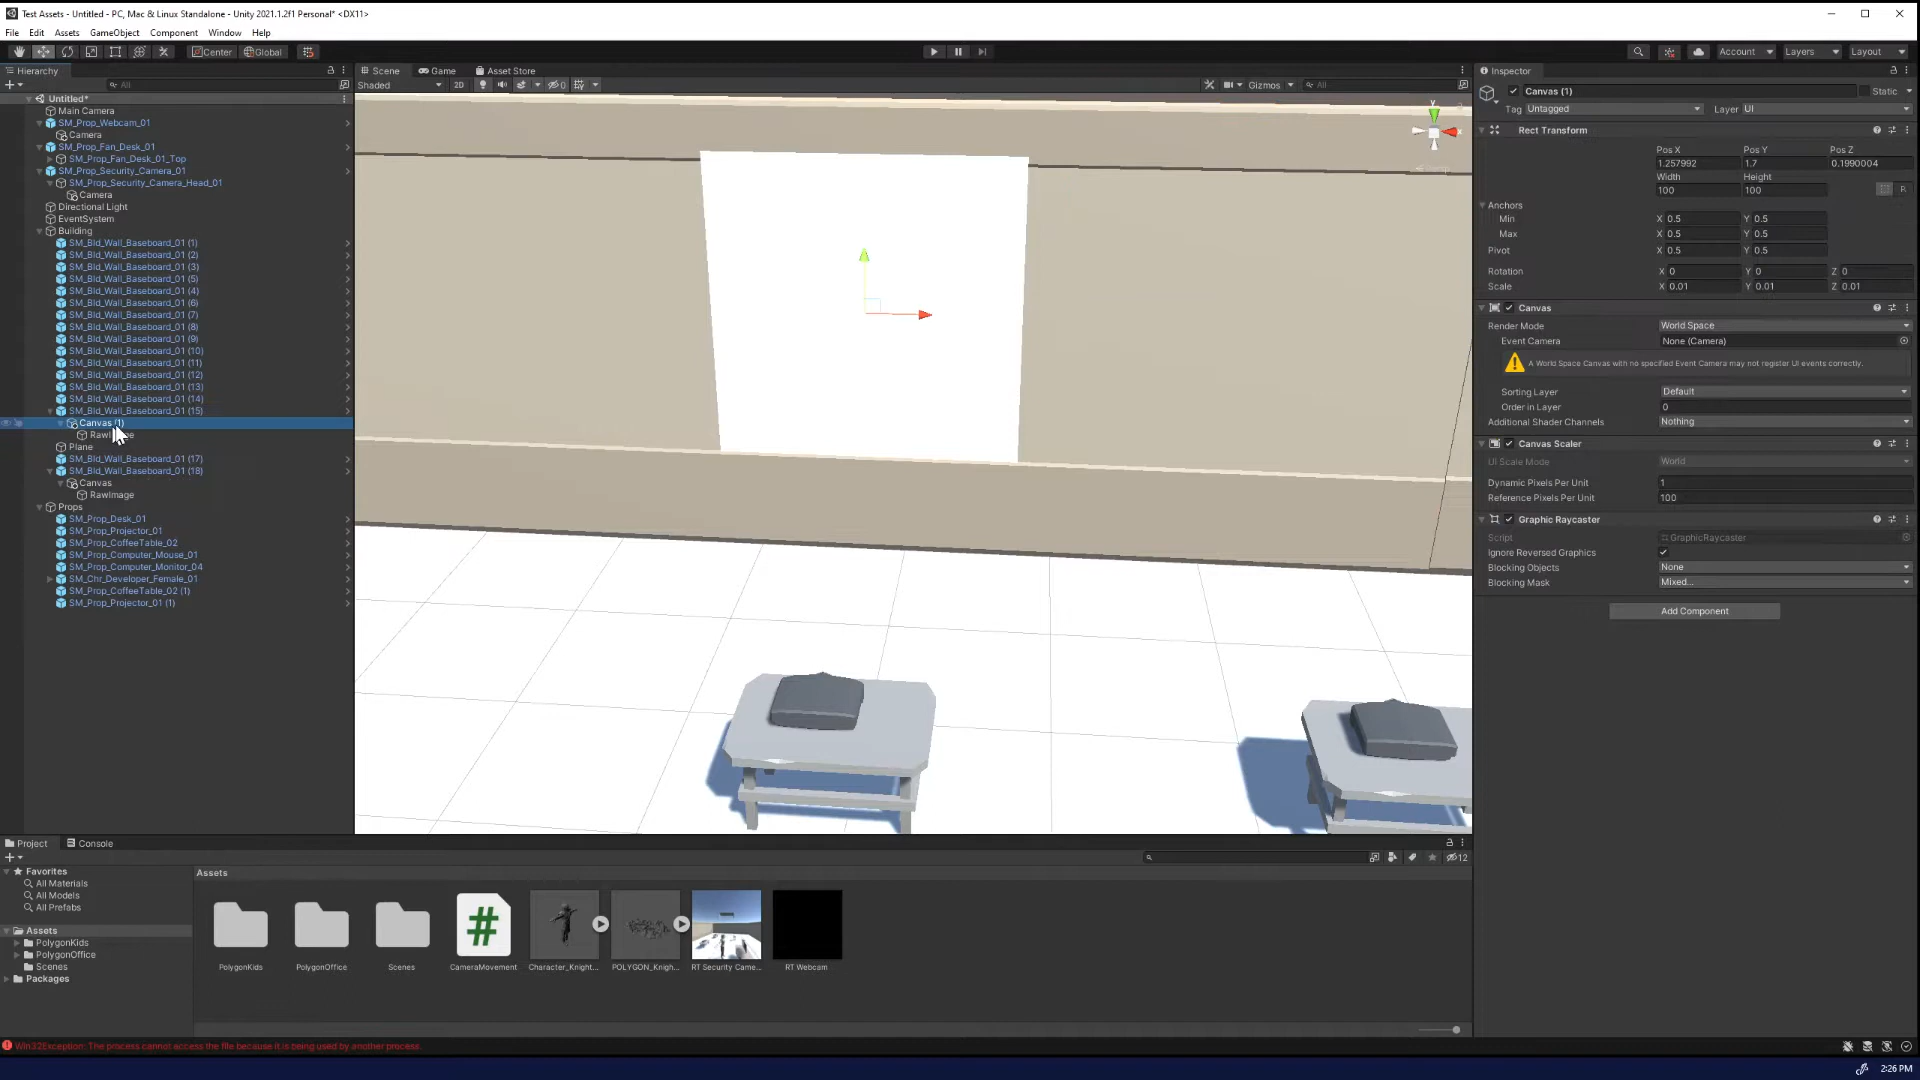 Test Assets - Untitled - PC, Mac & Linux Standalone - Unity 2021.1.2f1 Personal* <DX11>
File Edit Assets GameObject Component Window Help
Center Global
Account Layers Layout
Hierarchy
All
Untitled*
Main Camera
SM_Prop_Webcam_01
Camera
SM_Prop_Fan_Desk_01
SM_Prop_Fan_Desk_01_Top
SM_Prop_Security_Camera_01
SM_Prop_Security_Camera_Head_01
Camera
Directional Light
EventSystem
Building
SM_Bld_Wall_Baseboard_01 (1)
SM_Bld_Wall_Baseboard_01 (2)
SM_Bld_Wall_Baseboard_01 (3)
SM_Bld_Wall_Baseboard_01 (5)
SM_Bld_Wall_Baseboard_01 (4)
SM_Bld_Wall_Baseboard_01 (6)
SM_Bld_Wall_Baseboard_01 (7)
SM_Bld_Wall_Baseboard_01 (8)
SM_Bld_Wall_Baseboard_01 (9)
SM_Bld_Wall_Baseboard_01 (10)
SM_Bld_Wall_Baseboard_01 (11)
SM_Bld_Wall_Baseboard_01 (12)
SM_Bld_Wall_Baseboard_01 (13)
SM_Bld_Wall_Baseboard_01 (14)
SM_Bld_Wall_Baseboard_01 (15)
Canvas (1)
Plane
SM_Bld_Wall_Baseboard_01 (17)
SM_Bld_Wall_Baseboard_01 (18)
Canvas
RawImage
Props
SM_Prop_Desk_01
SM_Prop_Projector_01
SM_Prop_CoffeeTable_02
SM_Prop_Computer_Mouse_01
SM_Prop_Computer_Monitor_04
SM_Chr_Developer_Female_01
SM_Prop_CoffeeTable_02 (1)
SM_Prop_Projector_01 (1)
Scene Game Asset Store
Shaded 2D 0 Gizmos All
y
Inspector
Canvas (1) Static
Tag Untagged Layer UI
Rect Transform
Pos X Pos Y Pos Z
1.257992 1.7 0.1990004
Width Height
100 100 R
Anchors
Min X 0.5 Y 0.5
Max X 0.5 Y 0.5
Pivot X 0.5 Y 0.5
Rotation X 0 Y 0 Z 0
Scale X 0.01 Y 0.01 Z 0.01
Canvas
Render Mode World Space
Event Camera None (Camera)
A World Space Canvas with no specified Event Camera may not register UI events correctly.
Sorting Layer Default
Order in Layer 0
Additional Shader Channels Nothing
Canvas Scaler
UI Scale Mode World
Dynamic Pixels Per Unit 1
Reference Pixels Per Unit 100
Graphic Raycaster
Script GraphicRaycaster
Ignore Reversed Graphics
Blocking Objects None
Blocking Mask Mixed...
Add Component
Project Console
12
Favorites
All Materials
All Models
All Prefabs
Assets
PolygonKids
PolygonOffice
Scenes
Packages
Assets
#
PolygonKids PolygonOffice Scenes CameraMovement Character_Knight... POLYGON_Knigh... RT Security Came... RT Webcam
Win32Exception: The process cannot access the file because it is being used by another process.
2:26 PM